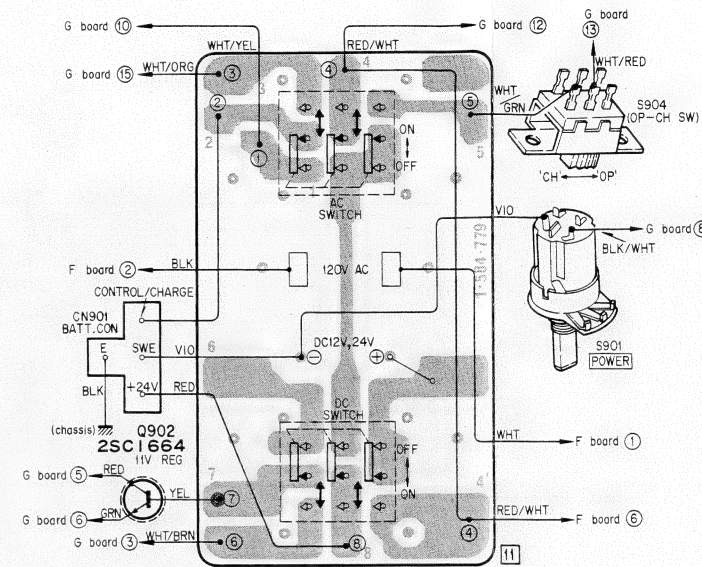 G board ⑩
G board ⑫
G board
⑬
WHT/YEL
RED/WHT
WHT/RED
G board ⑮
WHT/ORG
③
④
4
3
WHT
GRN
⑤
S904
(OP-CH SW)
②
2
①
ON
OFF
5
'CH'
'OP'
AC
SWITCH
VIO
G board ⑧
BLK/WHT
1-584-779
F board ②
BLK
120V AC
CONTROL/CHARGE
CN901
BATT.CON
E
SWE
VIO
+24V
RED
BLK
6
DC12V,24V
⊖
⊕
S901
POWER
(chassis)
Q902
2SC1664
11V REG
DC
SWITCH
OFF
ON
WHT
F board ①
G board ⑤
RED
YEL
⑦
7
GRN
G board ⑥
4'
RED/WHT
F board ⑥
④
G board ③
WHT/BRN
⑥
⑧
8
11